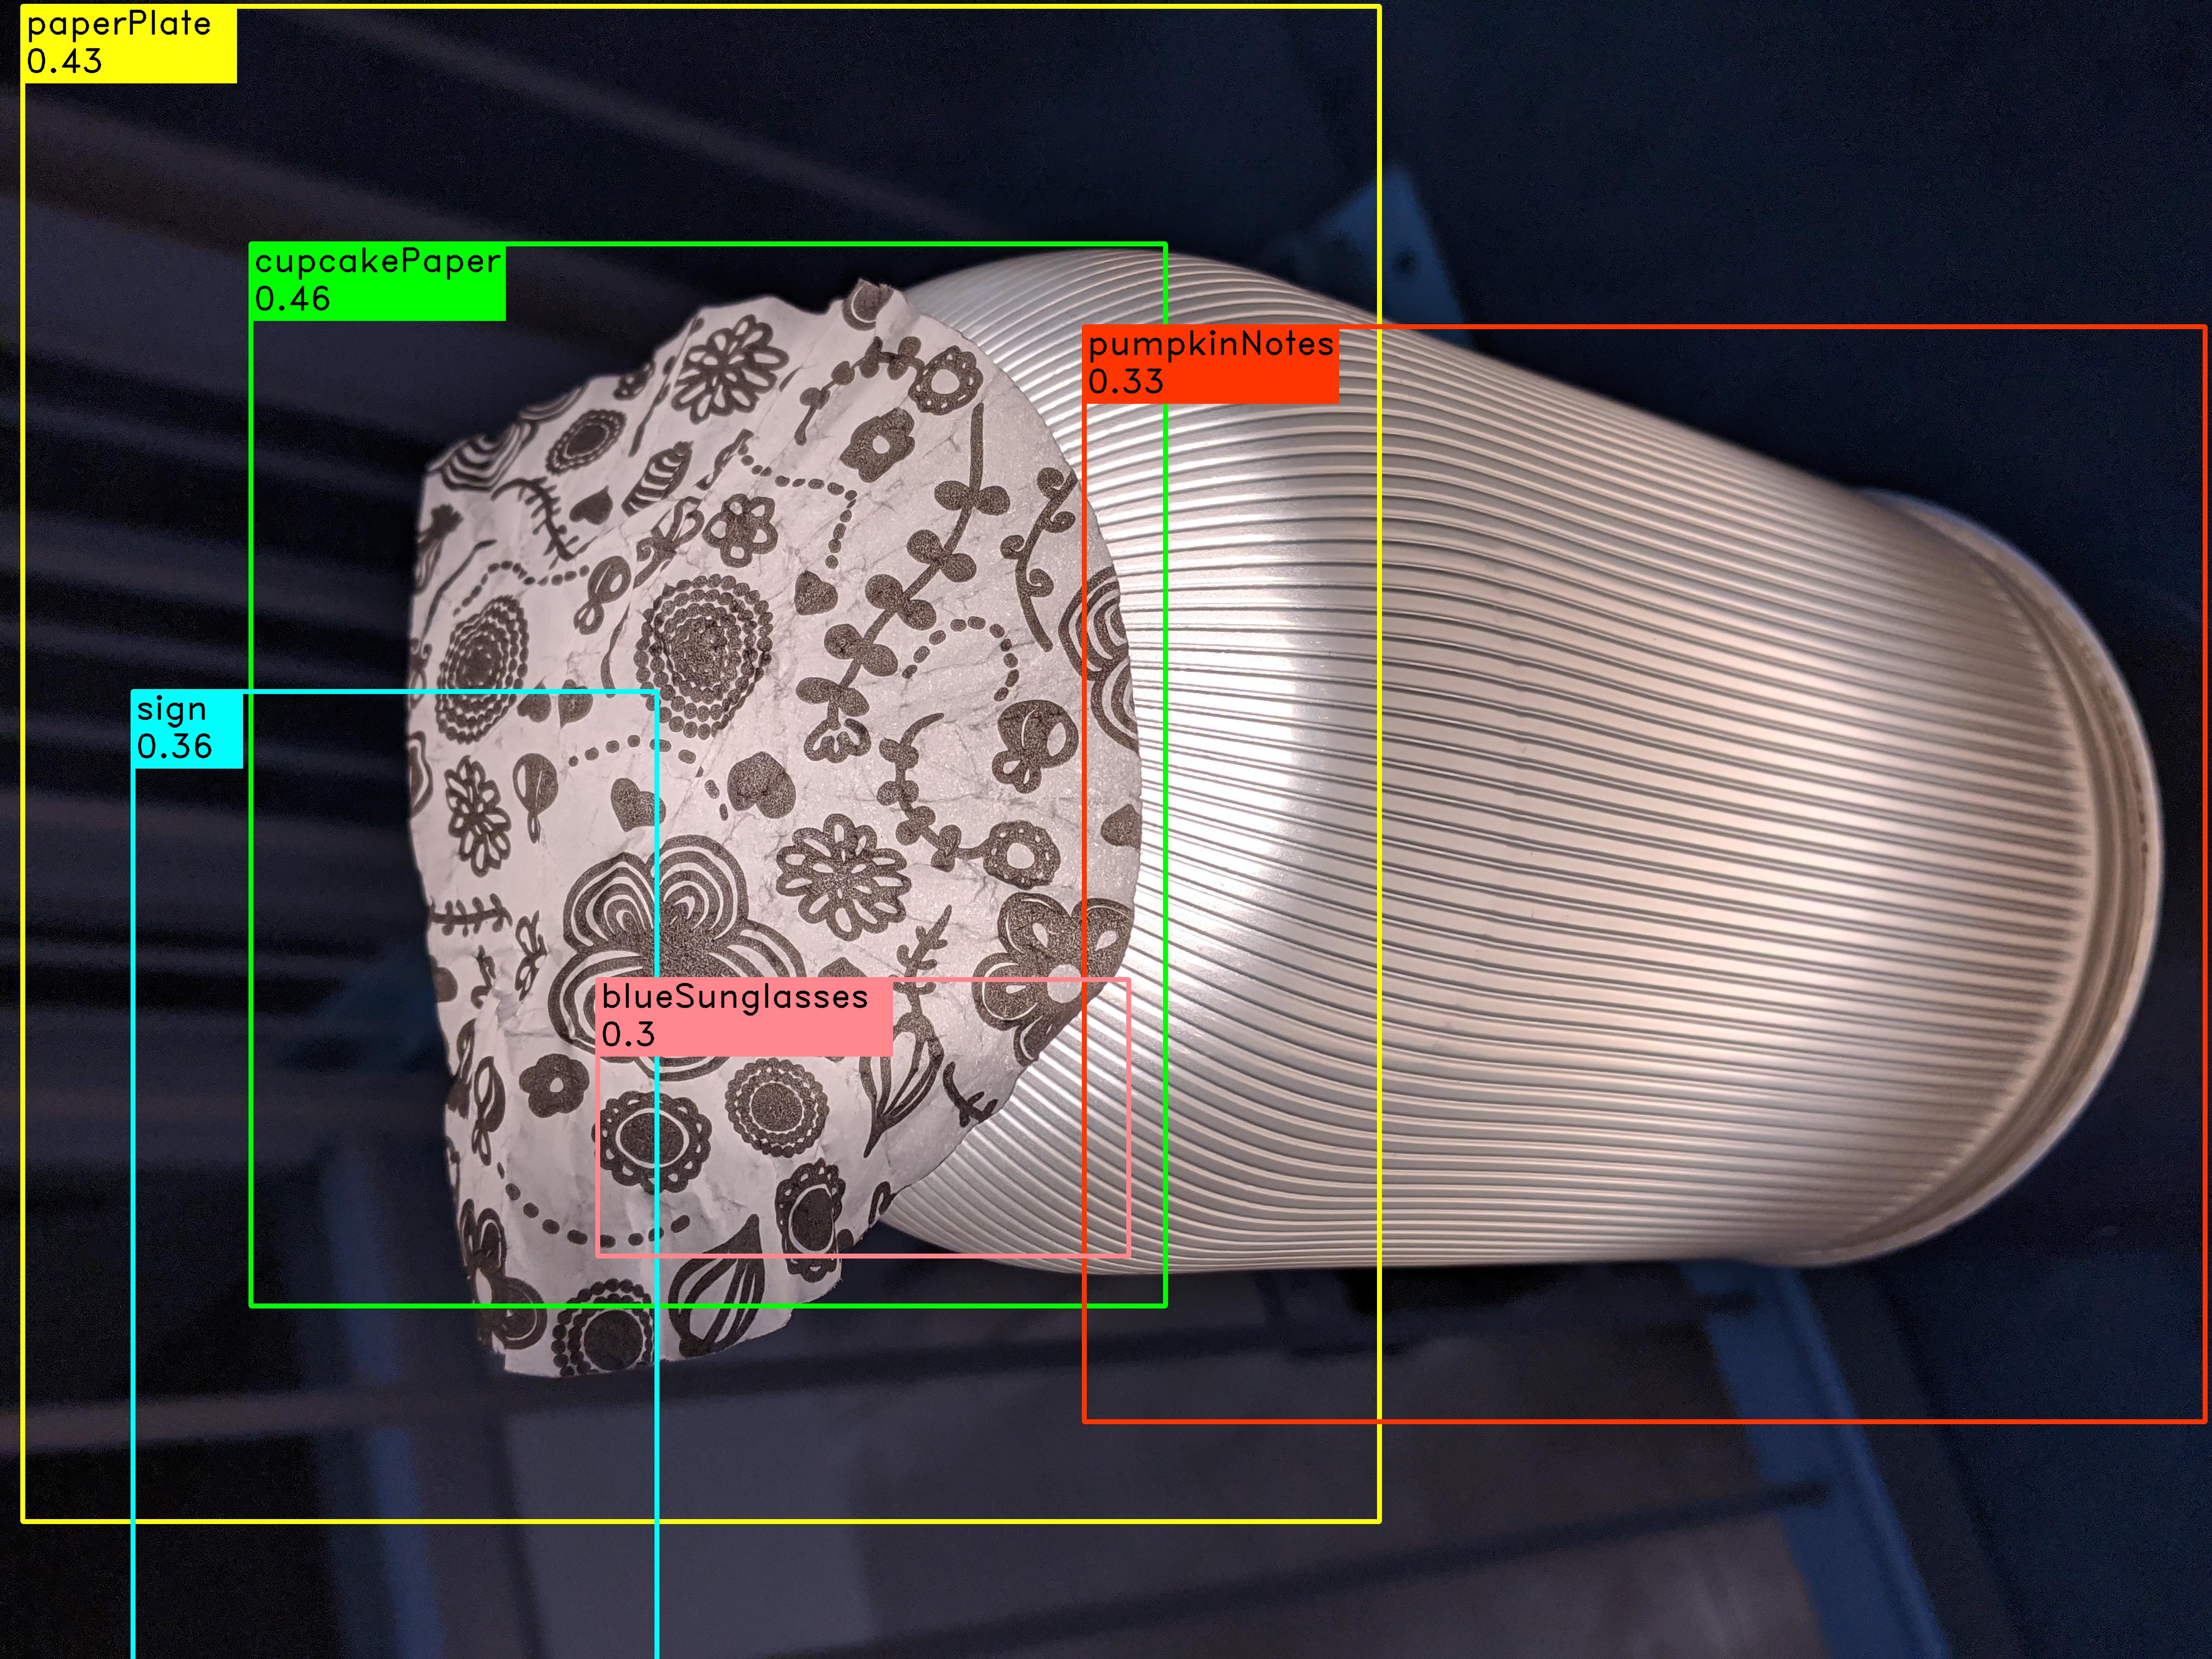 paperPlate
0.43
cupcakePaper
0.46
pumpkinNotes
0.33
sign
0.36
blueSunglasses
0.3